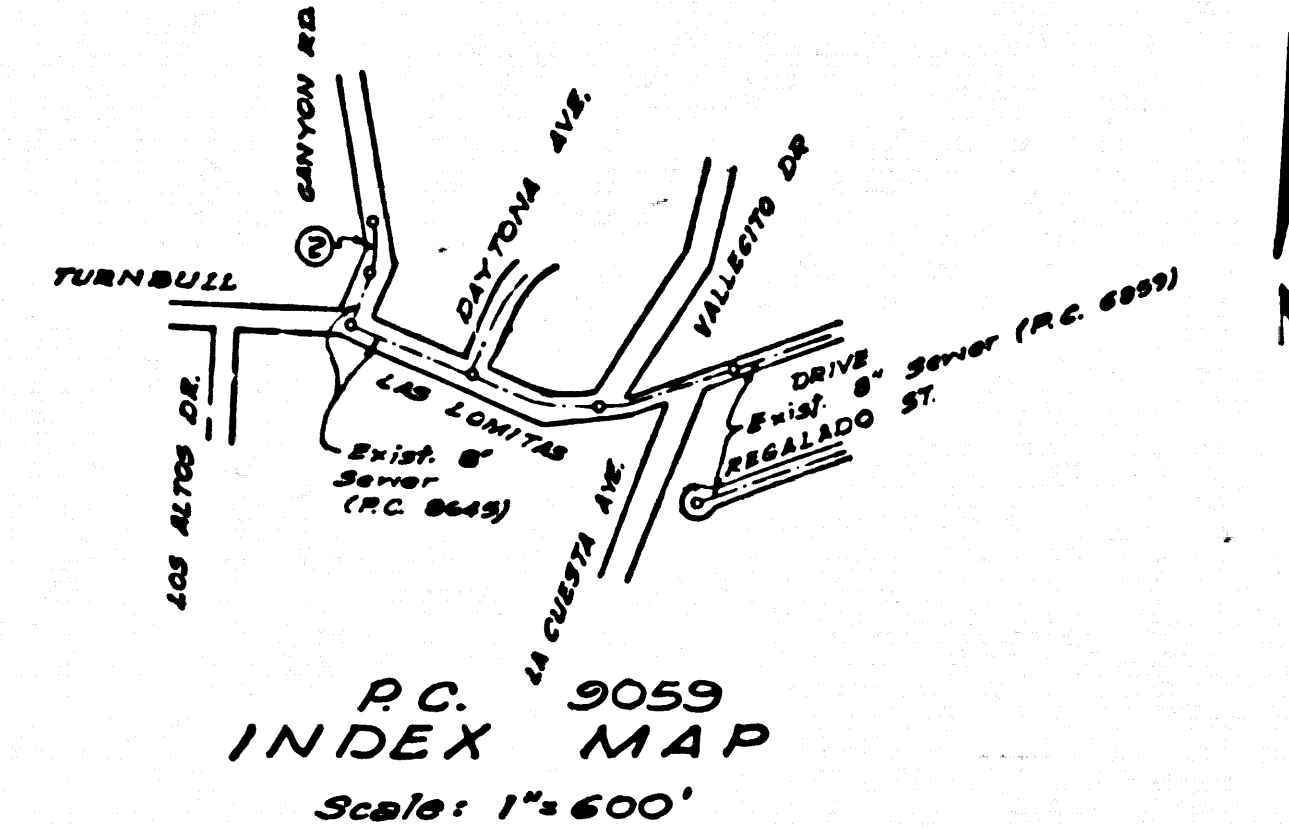 CANYON RD
2
TURNBULL
DAYTONA AVE.
VALLECITO DR
LOS ALTOS DR.
LAS LOMITAS
DRIVE
Exist. 8" Sewer (P.C. 6859)
REGALADO ST.
Exist. 8"
Sewer
(P.C. 8645)
LA CUESTA AVE.
P.C. 9059
INDEX MAP
Scale: 1"=600'